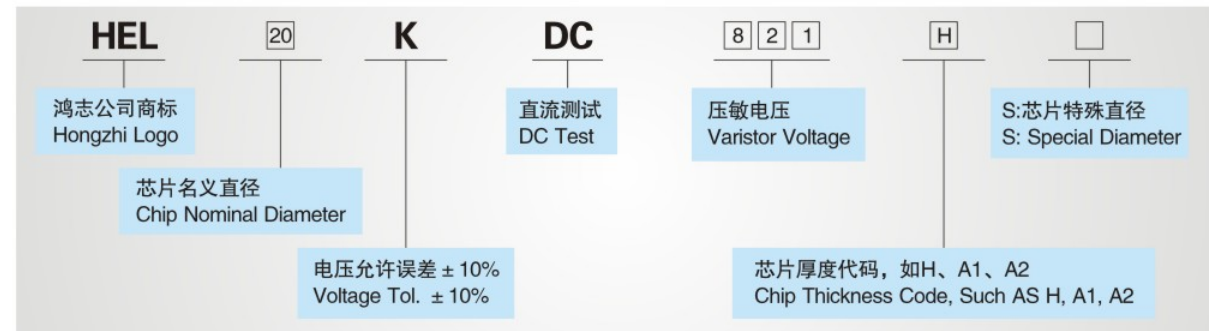 HEL 20 K DC 8 2 1 H
鸿志公司商标
Hongzhi Logo
直流测试
DC Test
压敏电压
Varistor Voltage
S:芯片特殊直径
S: Special Diameter
芯片名义直径
Chip Nominal Diameter
电压允许误差 ± 10%
Voltage Tol. ± 10%
芯片厚度代码，如H、A1、A2
Chip Thickness Code, Such AS H, A1, A2